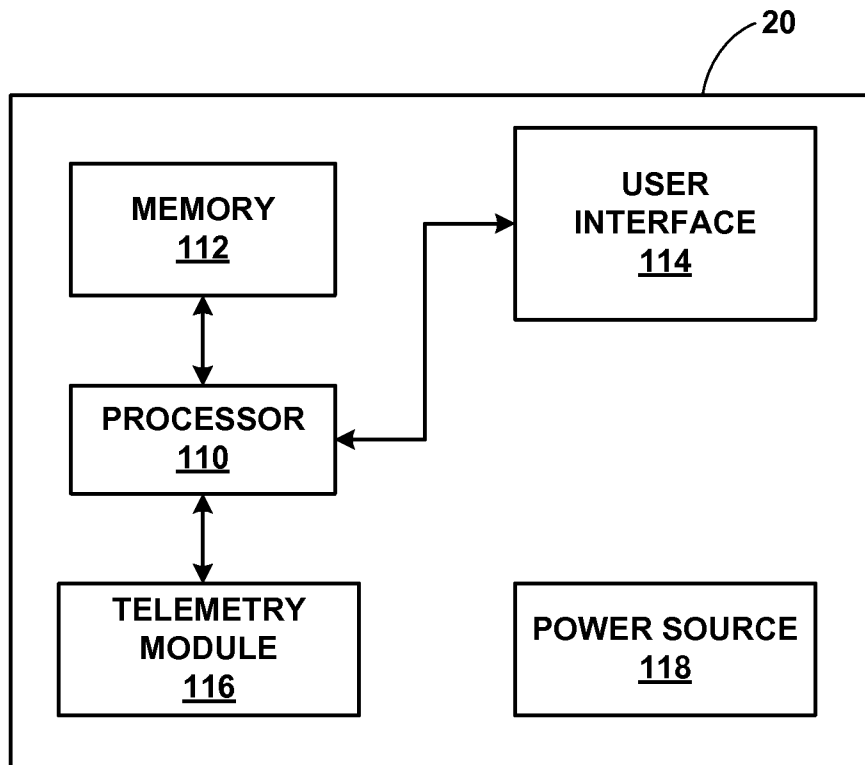 20
MEMORY
112
USER
INTERFACE
114
PROCESSOR
110
TELEMETRY
MODULE
116
POWER SOURCE
118